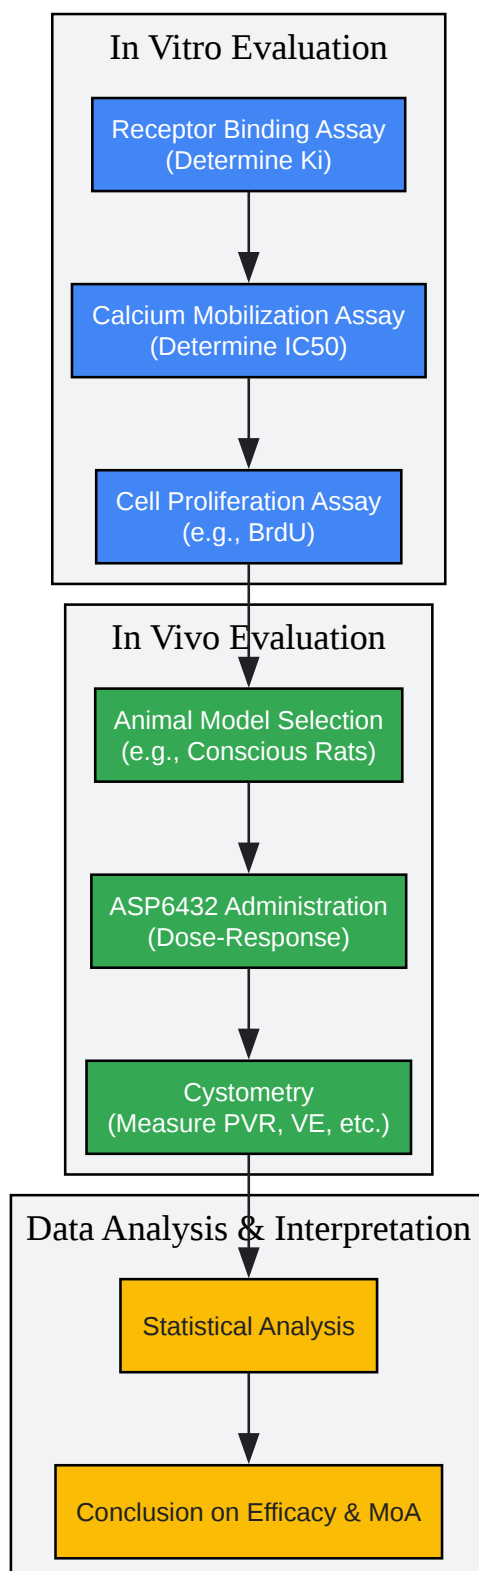 In Vitro Evaluation
Receptor Binding Assay
(Determine Ki)
Calcium Mobilization Assay
(Determine IC50)
Cell Proliferation Assay
(e.g., BrdU)
In Vivo Evaluation
Animal Model Selection
(e.g., Conscious Rats)
ASP6432 Administration
(Dose-Response)
Cystometry
(Measure PVR, VE, etc.)
Data Analysis & Interpretation
Statistical Analysis
Conclusion on Efficacy & MoA